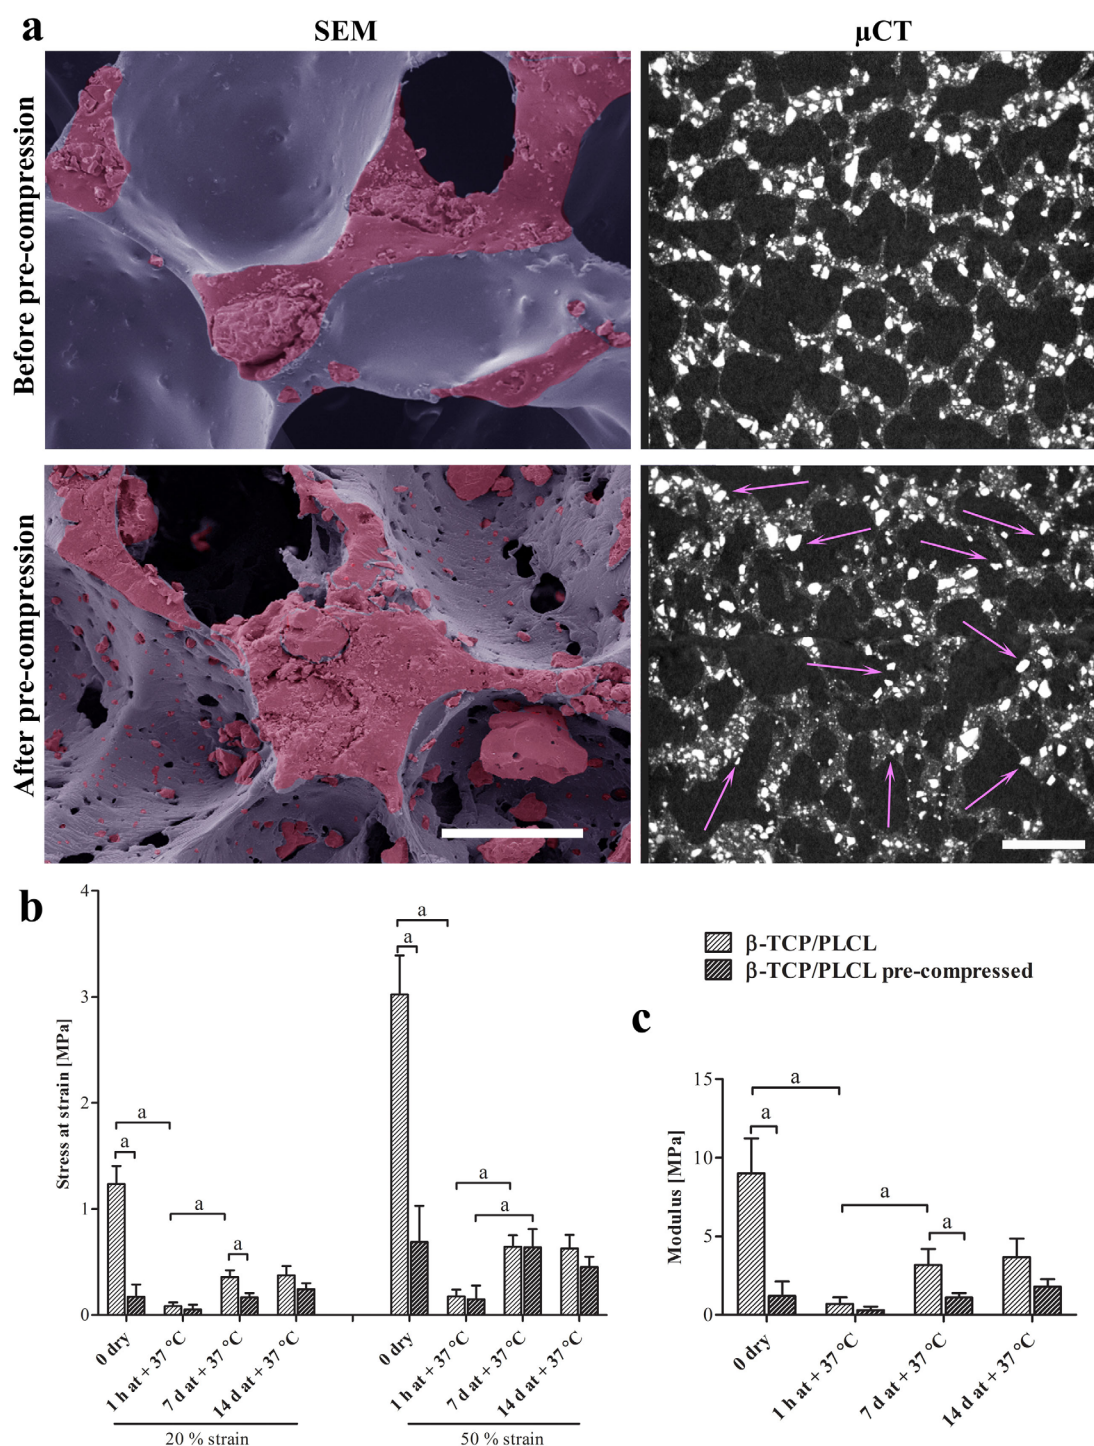 a
SEM
μCT
Before pre-compression
After pre-compression
b
Stress at strain [MPa]
4
3
2
1
0
a
a
a
a
a
a
a
a
0 dry
1 h at + 37 °C
7 d at + 37 °C
14 d at + 37 °C
0 dry
1 h at + 37 °C
7 d at + 37 °C
14 d at + 37 °C
20 % strain
50 % strain
β-TCP/PLCL
β-TCP/PLCL pre-compressed
c
Modulus [MPa]
15
10
5
0
a
a
a
a
0 dry
1 h at + 37 °C
7 d at + 37 °C
14 d at + 37 °C